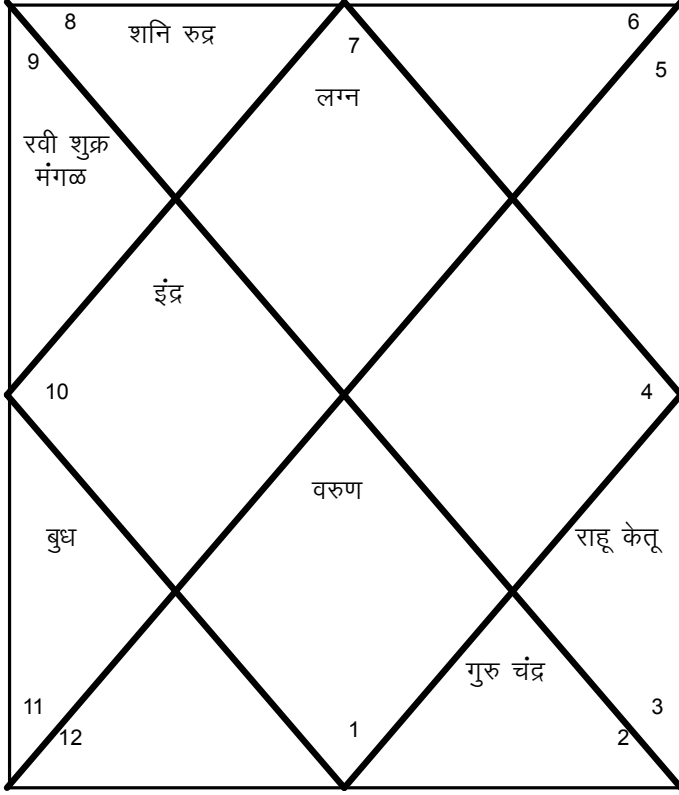 8
शनि रुद्र
7
6
9
5
लग्न
रवी शुक्र
मंगळ
इंद्र
10
4
वरुण
बुध
राहू केतू
गुरु चंद्र
11
3
1
12
2